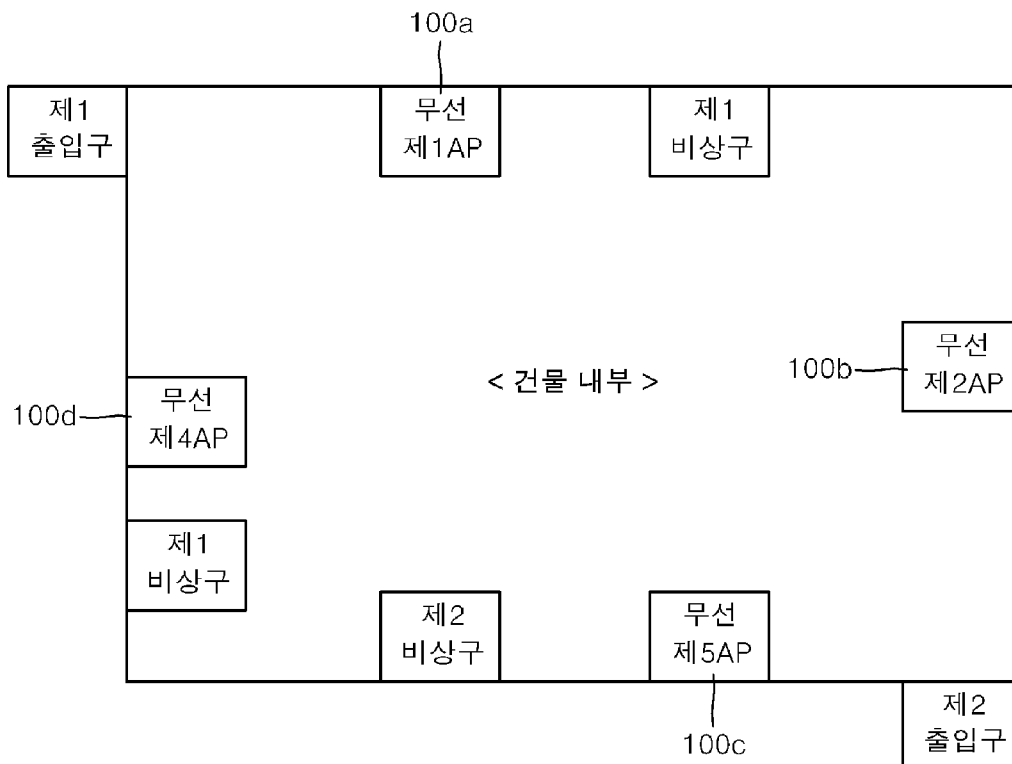 100a
제1
출입구
무선
제1AP
제1
비상구
무선
제2AP
100b
< 건물 내부 >
무선
제4AP
100d
제1
비상구
제2
비상구
무선
제5AP
100c
제2
출입구